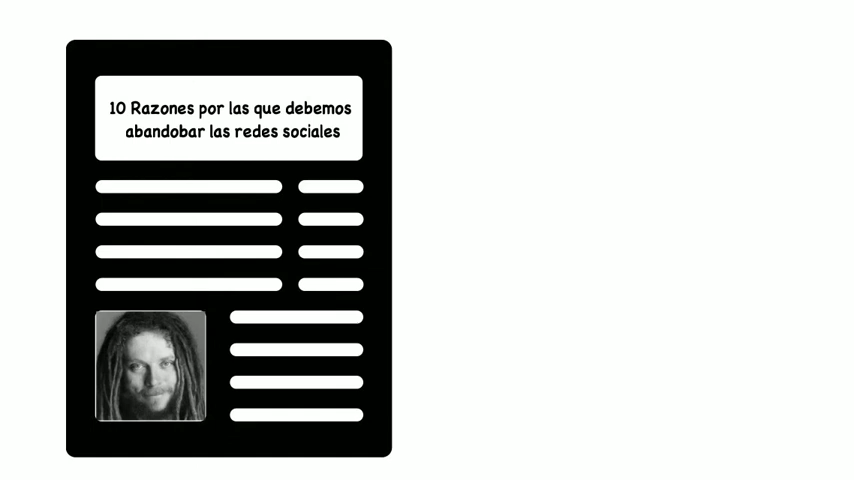 10 Razones por las que debemos
abandobar las redes sociales